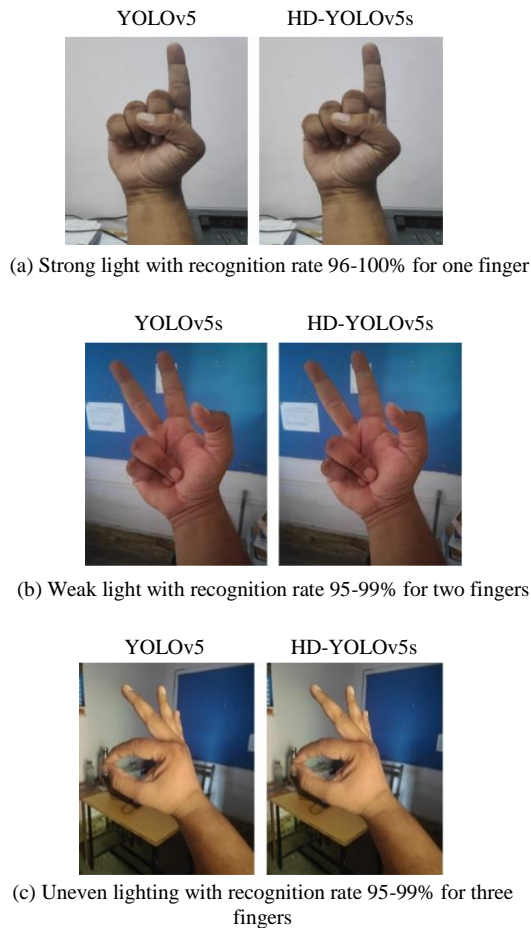 YOLOv5 HD-YOLOv5s
(a) Strong light with recognition rate 96-100% for one finger
YOLOv5s HD-YOLOv5s
(b) Weak light with recognition rate 95-99% for two fingers
YOLOv5 HD-YOLOv5s
(c) Uneven lighting with recognition rate 95-99% for three
fingers